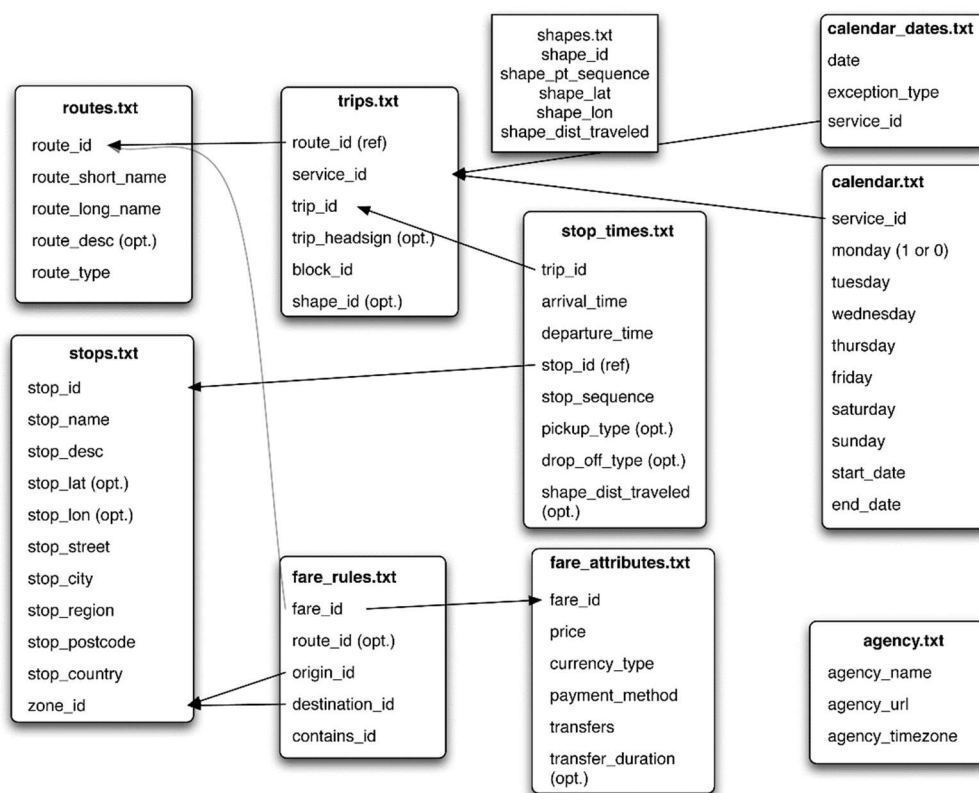 routes.txt
route_id
route_short_name
route_long_name
route_desc (opt.)
route_type
trips.txt
route_id (ref)
service_id
trip_id
trip_headsign (opt.)
block_id
shape_id (opt.)
shapes.txt
shape_id
shape_pt_sequence
shape_lat
shape_lon
shape_dist_traveled
calendar_dates.txt
date
exception_type
service_id
calendar.txt
service_id
monday (1 or 0)
tuesday
wednesday
thursday
friday
saturday
sunday
start_date
end_date
stop_times.txt
trip_id
arrival_time
departure_time
stop_id (ref)
stop_sequence
pickup_type (opt.)
drop_off_type (opt.)
shape_dist_traveled
(opt.)
stops.txt
stop_id
stop_name
stop_desc
stop_lat (opt.)
stop_lon (opt.)
stop_street
stop_city
stop_region
stop_postcode
stop_country
zone_id
fare_rules.txt
fare_id
route_id (opt.)
origin_id
destination_id
contains_id
fare_attributes.txt
fare_id
price
currency_type
payment_method
transfers
transfer_duration
(opt.)
agency.txt
agency_name
agency_url
agency_timezone